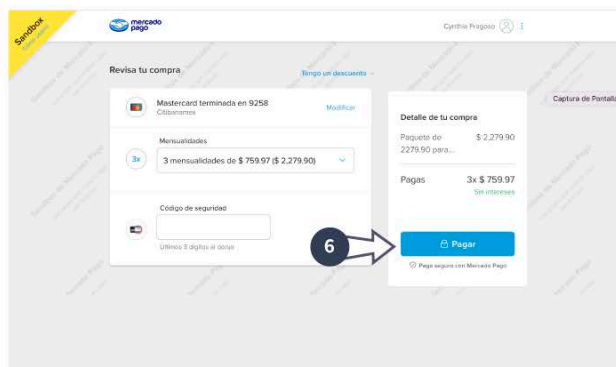 Sandbox
mercado
pago
Cynthia Fragoso
Revisa tu compra
Tengo un descuento
Captura de Pantalla
Mastercard terminada en 9258
Citibanamex
Modificar
Mensualidades
3x
3 mensualidades de $ 759.97 ($ 2,279.90)
Código de seguridad
Últimos 3 dígitos al dorso
Detalle de tu compra
Paquete de
2279.90 para...
$ 2,279.90
Pagas
3x $ 759.97
Sin intereses
6
Pagar
Pago seguro con Mercado Pago